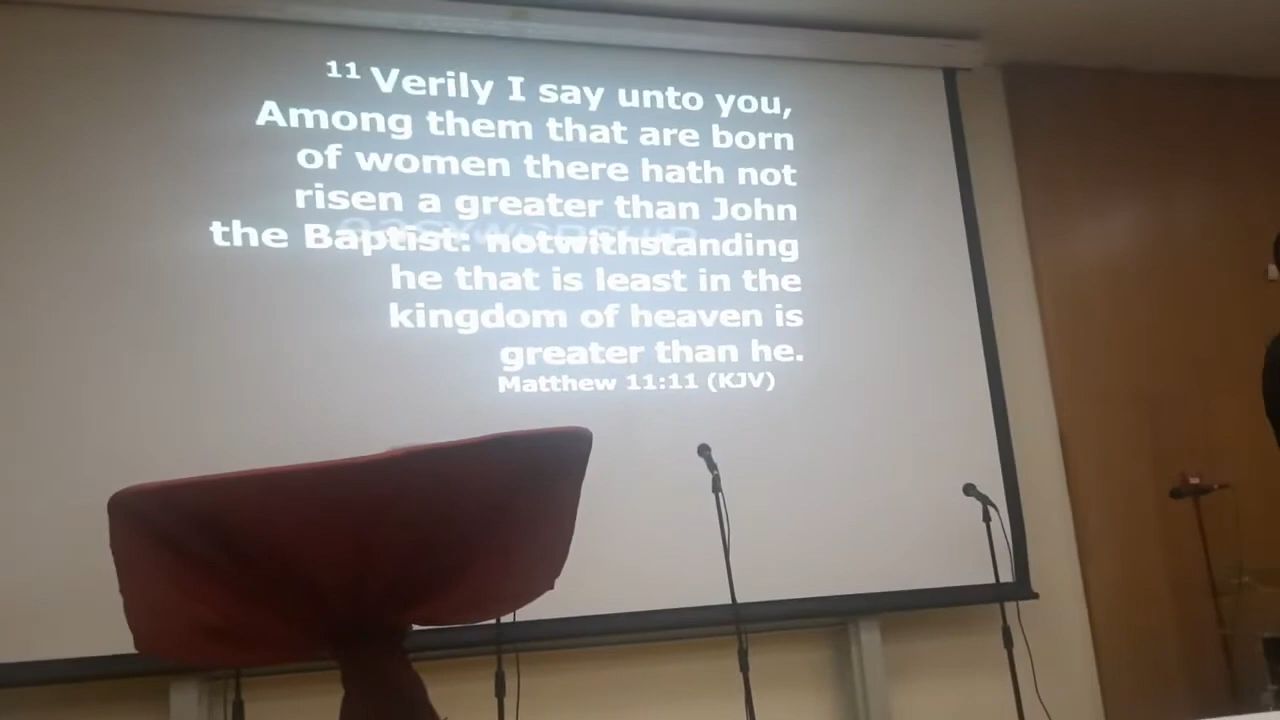 11 Verily I say unto you,
Among them that are born
of women there hath not
risen a greater than John
the Baptist: notwithstanding
he that is least in the
kingdom of heaven is
greater than he.
Matthew 11:11 (KJV)